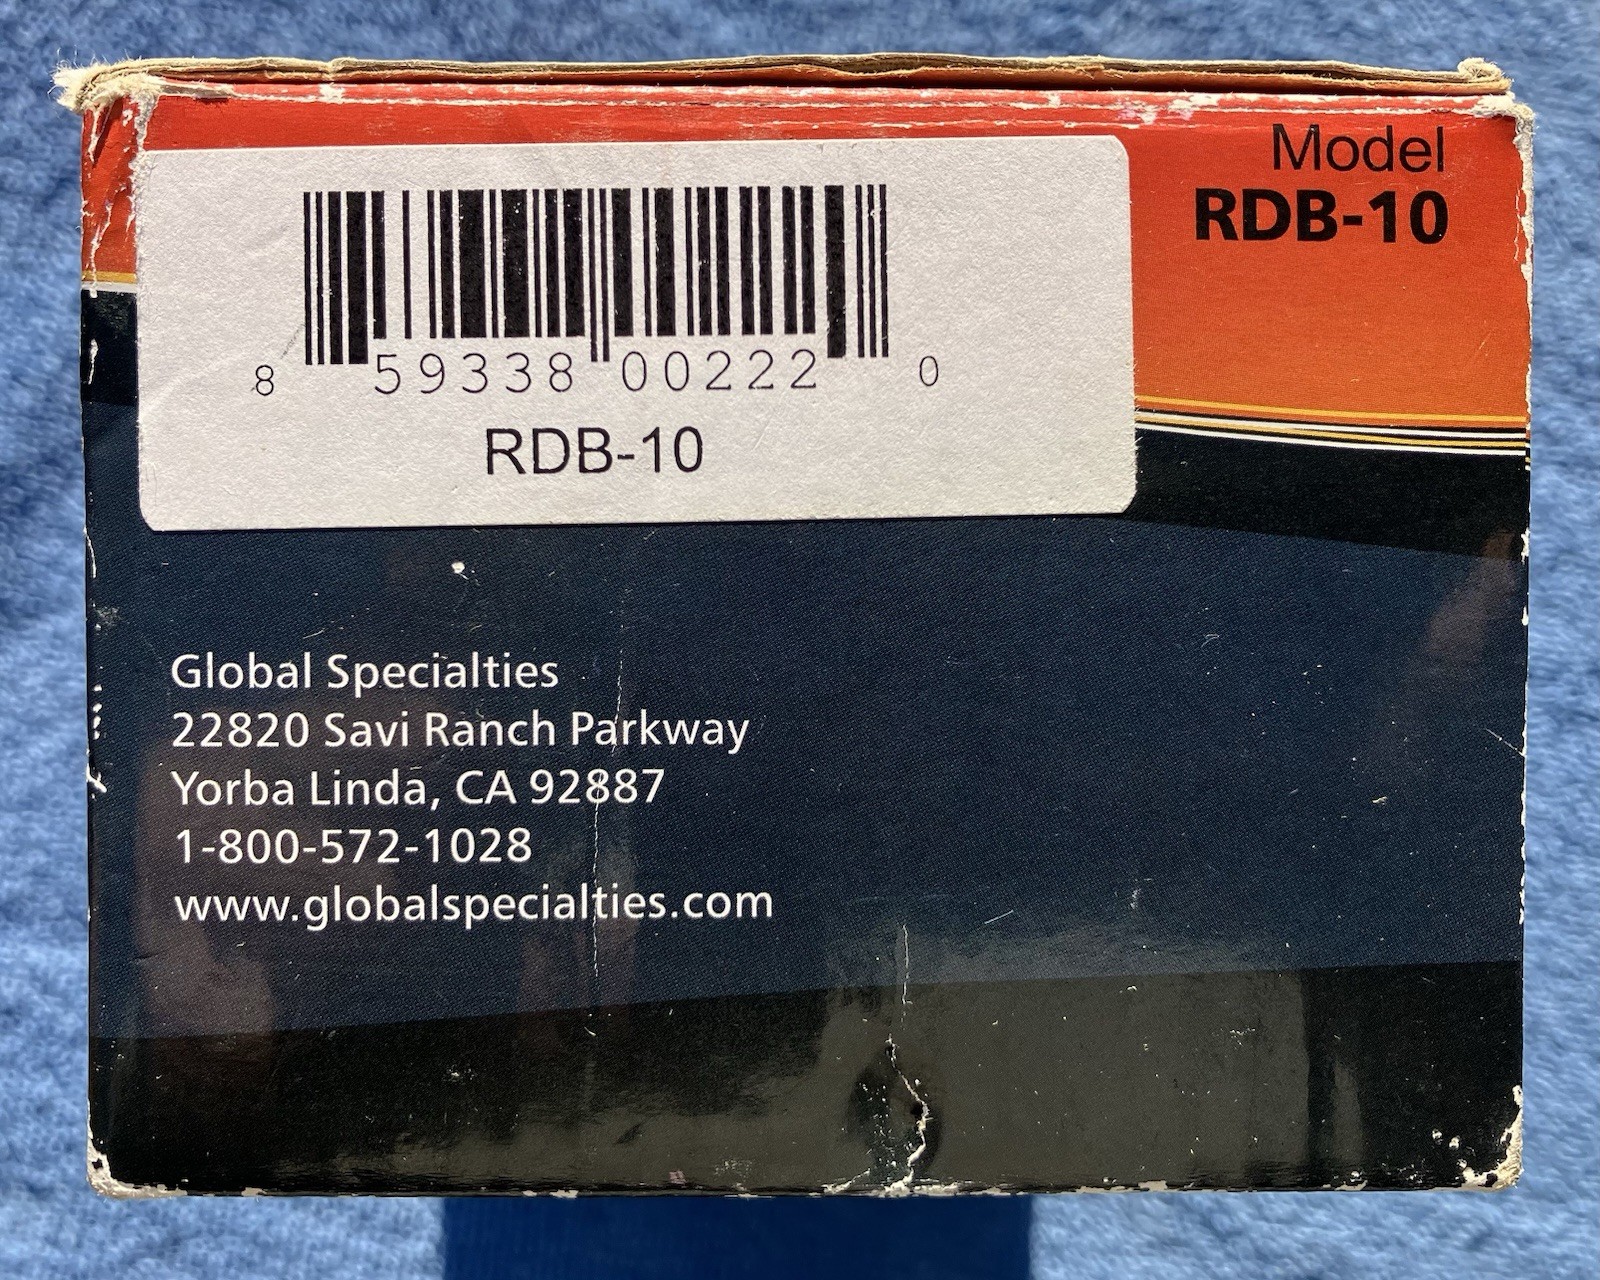 Model
RDB-10
8 59338 00222 0
RDB-10
Global Specialties
22820 Savi Ranch Parkway
Yorba Linda, CA 92887
1-800-572-1028
www.globalspecialties.com